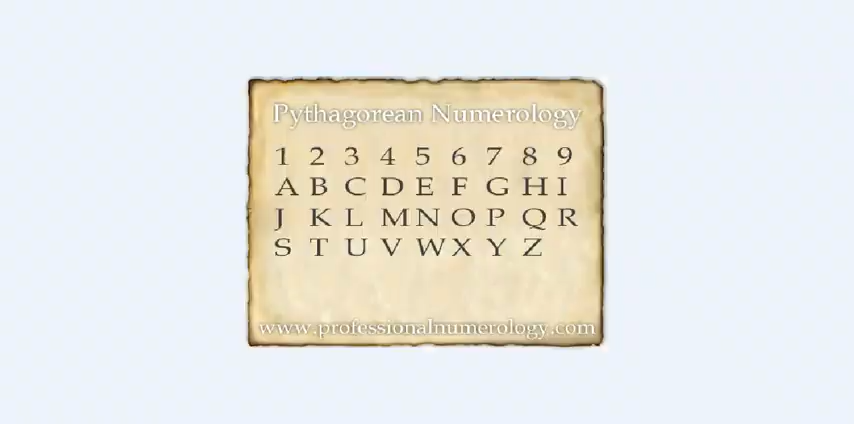 Pythagorean Numerology
1 2 3 4 5 6 7 8 9
A B C D E F G H I
J K L M N O P Q R
S T U V W X Y Z
www.professionalnumerology.com